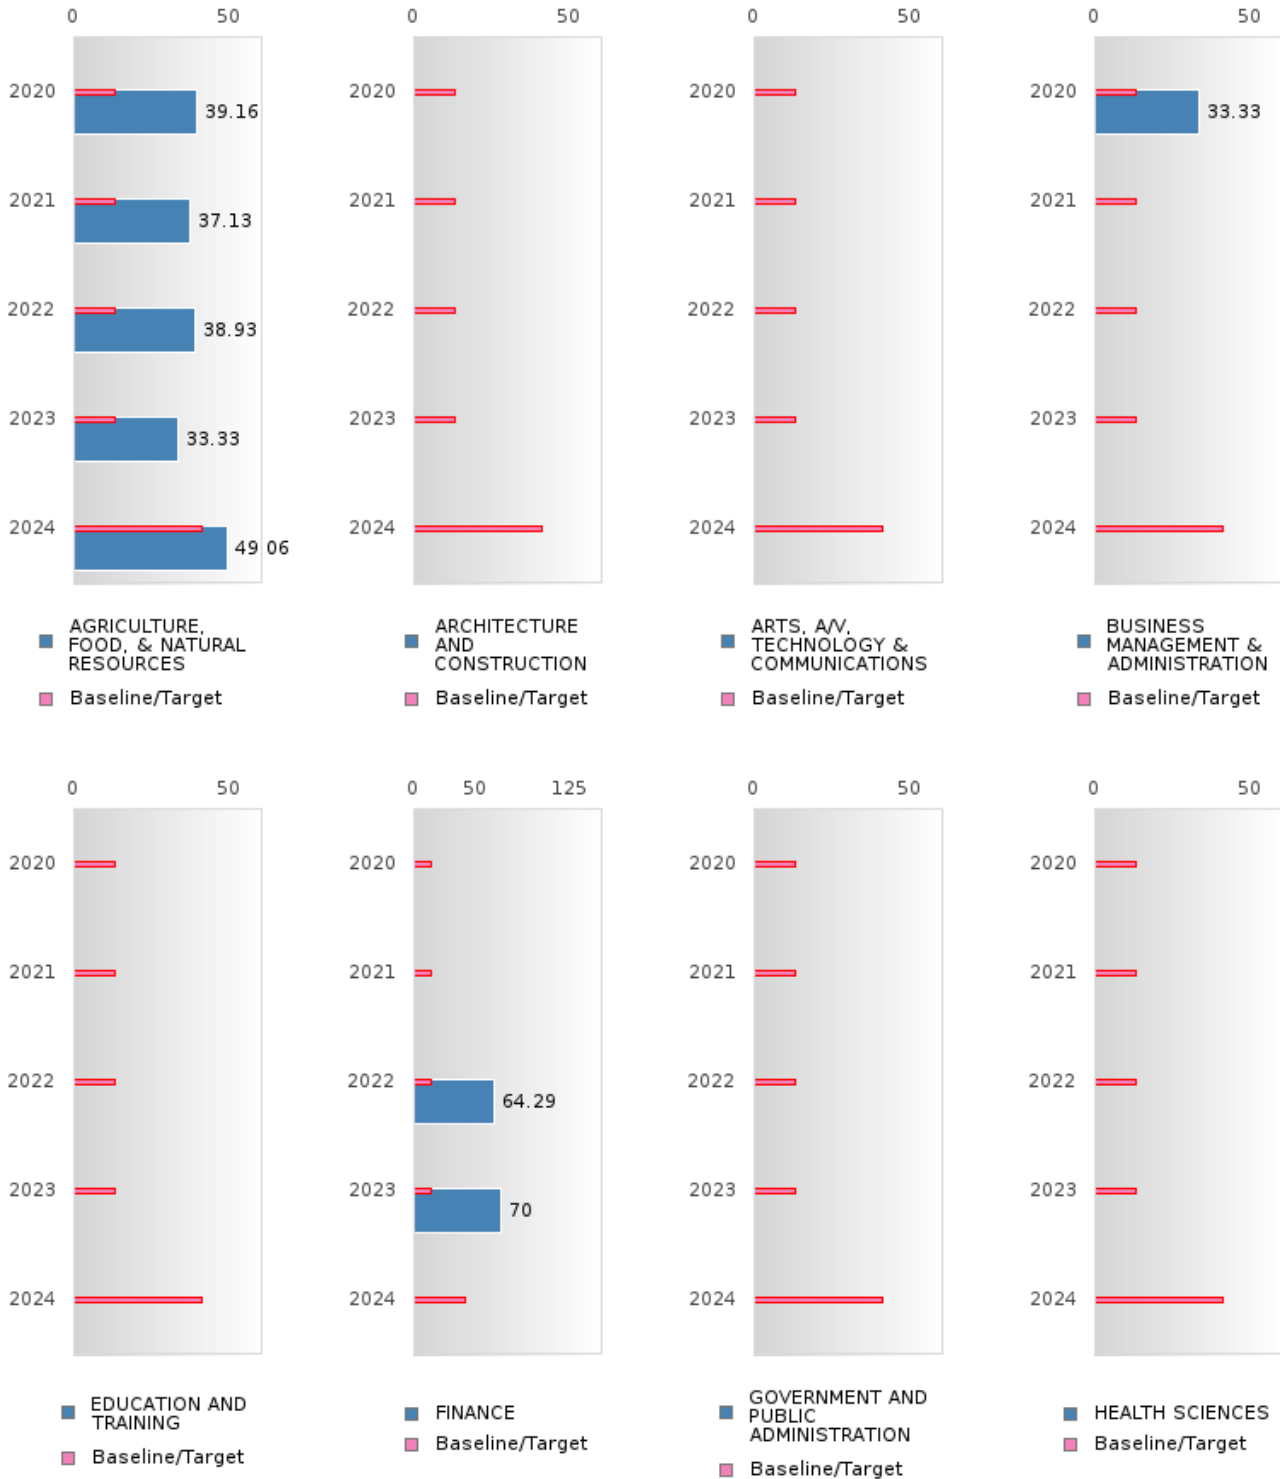 0 50
2020
39.16
2021
37.13
2022
38.93
2023
33.33
2024
49.06
AGRICULTURE,
FOOD, & NATURAL
RESOURCES
Baseline/Target
0 50
2020
2021
2022
2023
2024
ARCHITECTURE
AND
CONSTRUCTION
Baseline/Target
0 50
2020
2021
2022
2023
2024
ARTS, A/V,
TECHNOLOGY &
COMMUNICATIONS
Baseline/Target
0 50
2020
33.33
2021
2022
2023
2024
BUSINESS
MANAGEMENT &
ADMINISTRATION
Baseline/Target
0 50
2020
2021
2022
2023
2024
EDUCATION AND
TRAINING
Baseline/Target
0 50 125
2020
2021
2022
64.29
2023
70
2024
FINANCE
Baseline/Target
0 50
2020
2021
2022
2023
2024
GOVERNMENT AND
PUBLIC
ADMINISTRATION
Baseline/Target
0 50
2020
2021
2022
2023
2024
HEALTH SCIENCES
Baseline/Target